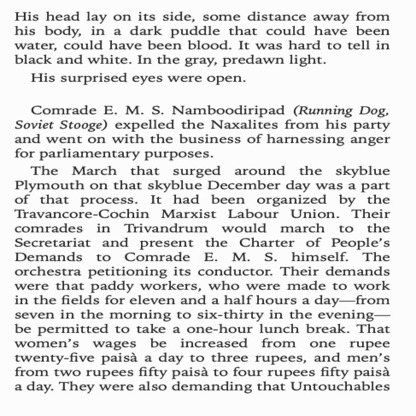 His head lay on its side, some distance away from
his body, in a dark puddle that could have been
water, could have been blood. It was hard to tell in
black and white. In the gray, predawn light.
His surprised eyes were open.
Comrade E. M. S. Namboodiripad (Running Dog,
Soviet Stooge) expelled the Naxalites from his party
and went on with the business of harnessing anger
for parliamentary purposes.
The March that surged around the skyblue
Plymouth on that skyblue December day was a part
of that process. It had been organized by the
Travancore-Cochin Marxist Labour Union. Their
comrades in Trivandrum would march to the
Secretariat and present the Charter of People’s
Demands to Comrade E. M. S. himself. The
orchestra petitioning its conductor. Their demands
were that paddy workers, who were made to work
in the fields for eleven and a half hours a day—from
seven in the morning to six-thirty in the evening—
be permitted to take a one-hour lunch break. That
women’s wages be increased from one rupee
twenty-five paisà a day to three rupees, and men’s
from two rupees fifty paisà to four rupees fifty paisà
a day. They were also demanding that Untouchables